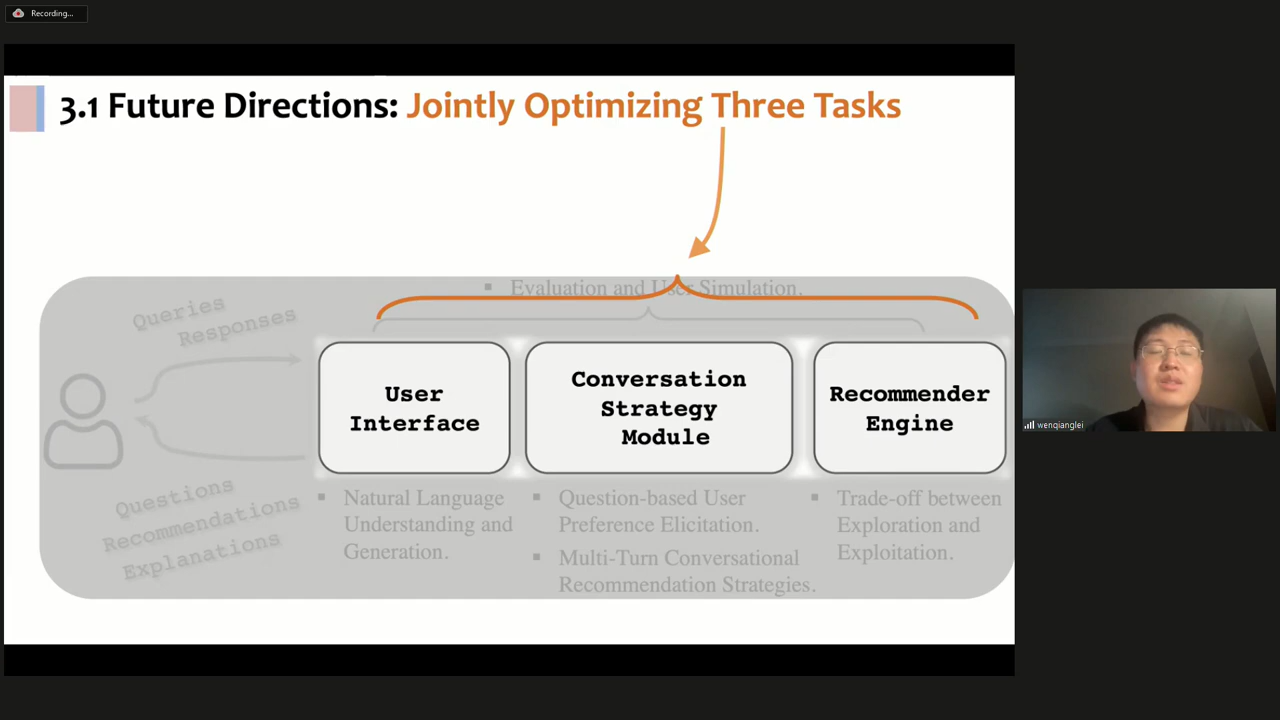 Recording...
3.1 Future Directions: Jointly Optimizing Three Tasks
▪ Evaluation and User Simulation.
Queries
Responses
User
Interface
Conversation
Strategy
Module
Recommender
Engine
Questions
Recommendations
Explanations
▪ Natural Language
Understanding and
Generation.
▪ Question-based User
Preference Elicitation.
▪ Multi-Turn Conversational
Recommendation Strategies.
▪ Trade-off between
Exploration and
Exploitation.
wenqianglei